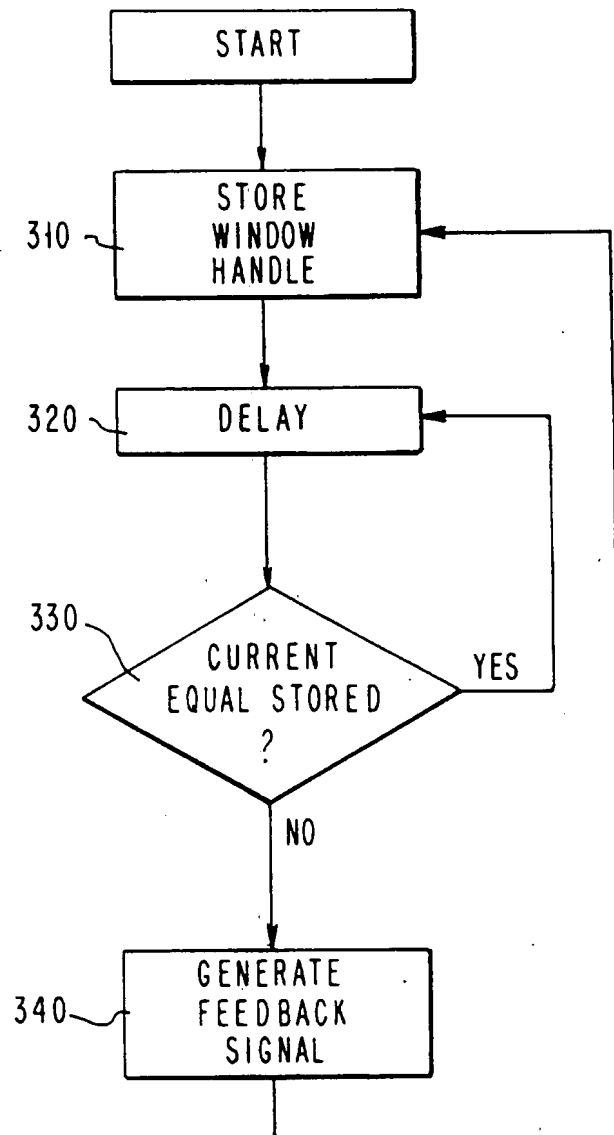 START
310
STORE
WINDOW
HANDLE
320
DELAY
330
CURRENT
EQUAL STORED
?
YES
NO
340
GENERATE
FEEDBACK
SIGNAL